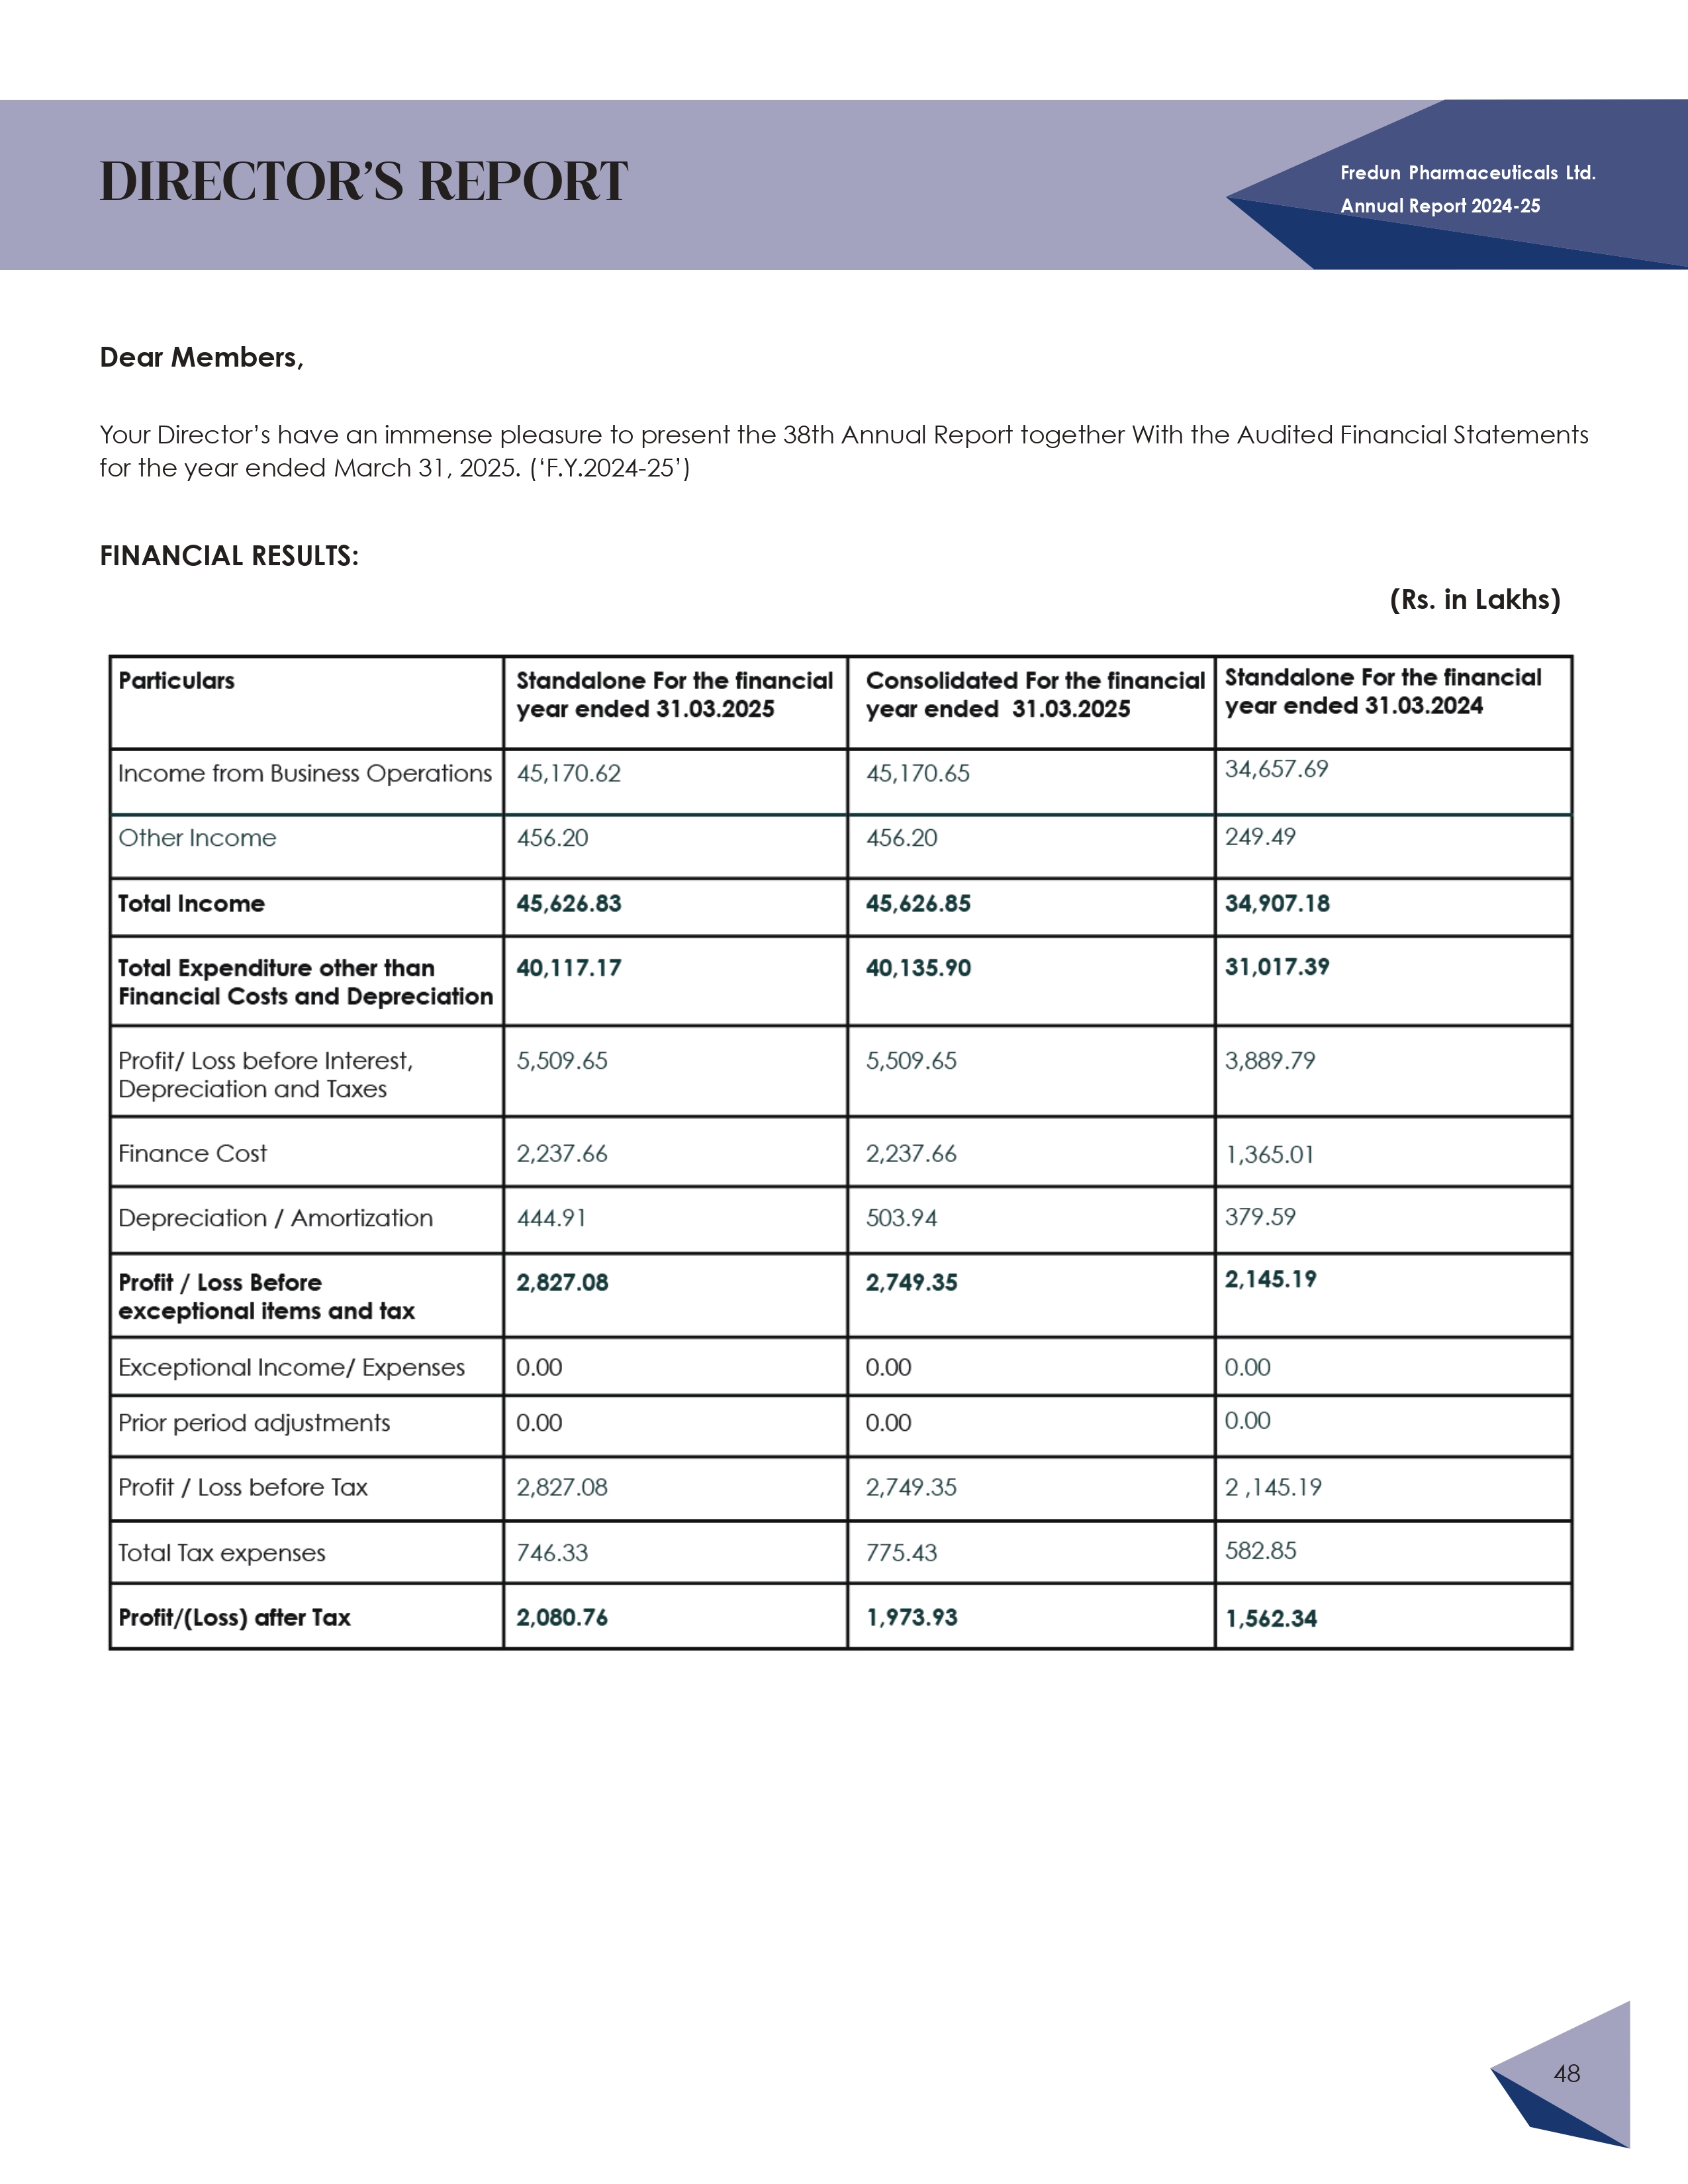 DIRECTOR’S REPORT
Fredun Pharmaceuticals Ltd.
Annual Report 2024-25
Dear Members,
Your Director’s have an immense pleasure to present the 38th Annual Report together With the Audited Financial Statements
for the year ended March 31, 2025. (‘F.Y.2024-25’)
FINANCIAL RESULTS:
(Rs. in Lakhs)
Particulars Standalone For the financial year ended 31.03.2025 Consolidated For the financial year ended 31.03.2025 Standalone For the financial year ended 31.03.2024
Income from Business Operations 45,170.62 45,170.65 34,657.69
Other Income 456.20 456.20 249.49
Total Income 45,626.83 45,626.85 34,907.18
Total Expenditure other than Financial Costs and Depreciation 40,117.17 40,135.90 31,017.39
Profit/ Loss before Interest, Depreciation and Taxes 5,509.65 5,509.65 3,889.79
Finance Cost 2,237.66 2,237.66 1,365.01
Depreciation / Amortization 444.91 503.94 379.59
Profit / Loss Before exceptional items and tax 2,827.08 2,749.35 2,145.19
Exceptional Income/ Expenses 0.00 0.00 0.00
Prior period adjustments 0.00 0.00 0.00
Profit / Loss before Tax 2,827.08 2,749.35 2 ,145.19
Total Tax expenses 746.33 775.43 582.85
Profit/(Loss) after Tax 2,080.76 1,973.93 1,562.34
48